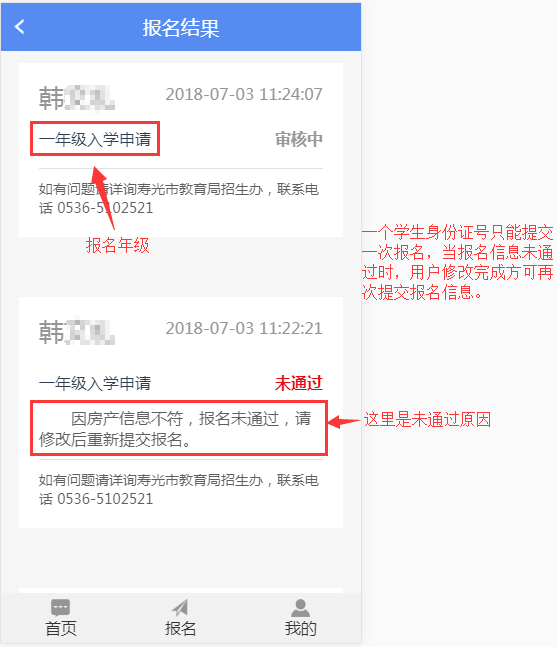 报名结果
韩
2018-07-03 11:24:07
一年级入学申请
审核中
如有问题请详询寿光市教育局招生办，联系电
话 0536-5102521
报名年级
一个学生身份证号只能提交
一次报名，当报名信息未通
过时，用户修改完成方可再
次提交报名信息。
韩
2018-07-03 11:22:21
一年级入学申请
未通过
因房产信息不符，报名未通过，请
修改后重新提交报名。
这里是未通过原因
如有问题请详询寿光市教育局招生办，联系电
话 0536-5102521
首页
报名
我的